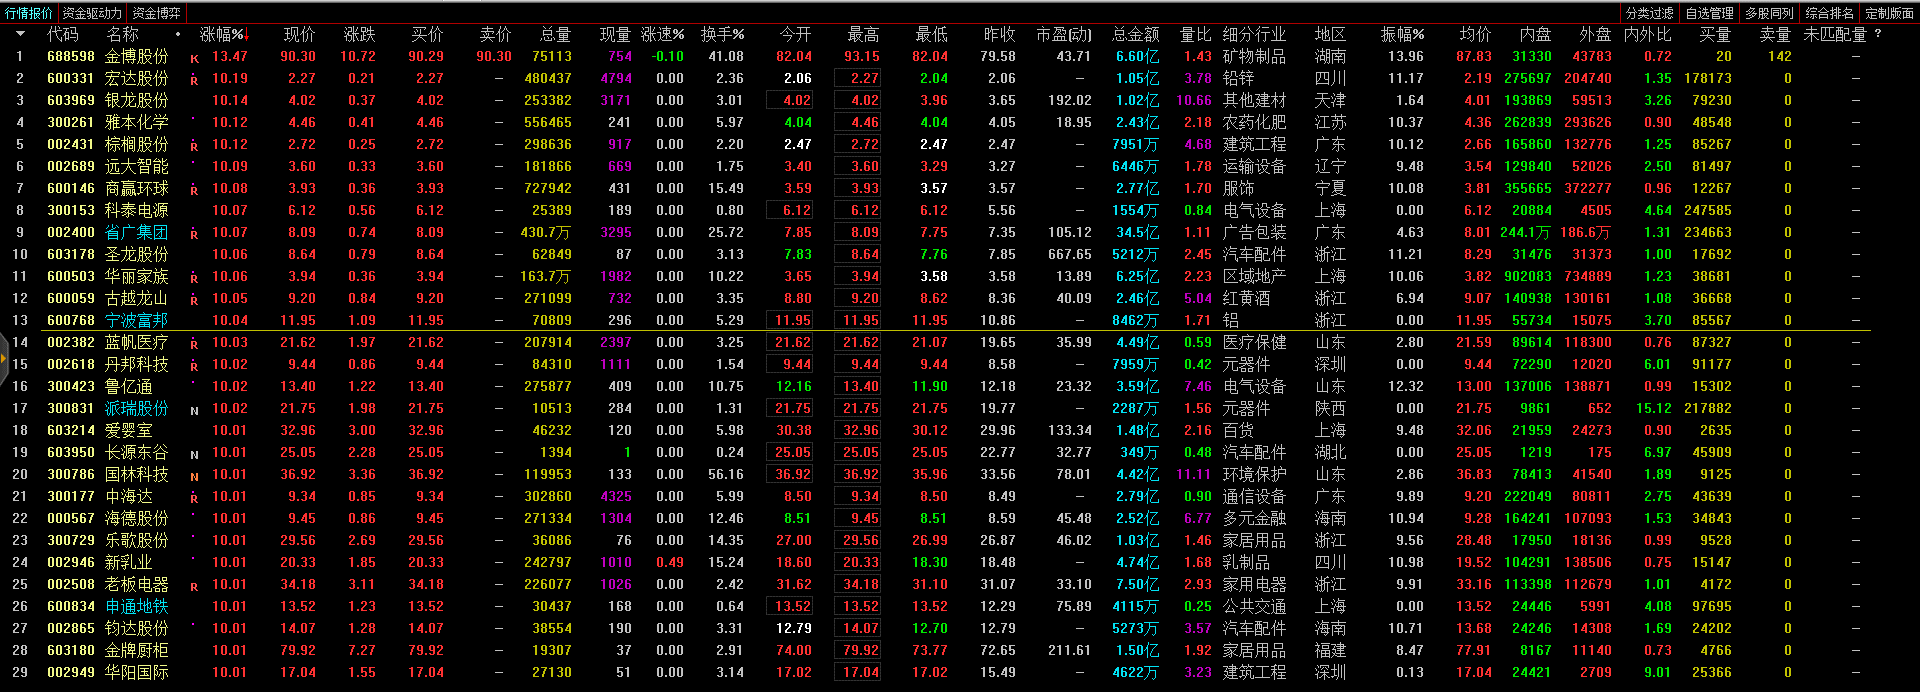 行情报价 资金驱动力 资金博弈 分类过滤 自选管理 多股同列 综合排名 定制版面
代码 名称 涨幅%↓ 现价 涨跌 买价 卖价 总量 现量 涨速% 换手% 今开 最高 最低 昨收 市盈(动) 总金额 量比 细分行业 地区 振幅% 均价 内盘 外盘 内外比 买量 卖量 未匹配量 ?
1 688598 金博股份 K 13.47 90.30 10.72 90.29 90.30 75113 754 -0.10 41.08 82.04 93.15 82.04 79.58 43.71 6.60亿 1.43 矿物制品 湖南 13.96 87.83 31330 43783 0.72 20 142 —
2 600331 宏达股份 R 10.19 2.27 0.21 2.27 — 480437 4794 0.00 2.36 2.06 2.27 2.04 2.06 — 1.05亿 3.78 铅锌 四川 11.17 2.19 275697 204740 1.35 178173 0 —
3 603969 银龙股份 10.14 4.02 0.37 4.02 — 253382 3171 0.00 3.01 4.02 4.02 3.96 3.65 192.02 1.02亿 10.66 其他建材 天津 1.64 4.01 193869 59513 3.26 79230 0 —
4 300261 雅本化学 10.12 4.46 0.41 4.46 — 556465 241 0.00 5.97 4.04 4.46 4.04 4.05 18.95 2.43亿 2.18 农药化肥 江苏 10.37 4.36 262839 293626 0.90 48548 0 —
5 002431 棕榈股份 R 10.12 2.72 0.25 2.72 — 298636 917 0.00 2.20 2.47 2.72 2.47 2.47 — 7951万 4.68 建筑工程 广东 10.12 2.66 165860 132776 1.25 85267 0 —
6 002689 远大智能 10.09 3.60 0.33 3.60 — 181866 669 0.00 1.75 3.40 3.60 3.29 3.27 — 6446万 1.78 运输设备 辽宁 9.48 3.54 129840 52026 2.50 81497 0 —
7 600146 商赢环球 R 10.08 3.93 0.36 3.93 — 727942 431 0.00 15.49 3.59 3.93 3.57 3.57 — 2.77亿 1.70 服饰 宁夏 10.08 3.81 355665 372277 0.96 12267 0 —
8 300153 科泰电源 10.07 6.12 0.56 6.12 — 25389 189 0.00 0.80 6.12 6.12 6.12 5.56 — 1554万 0.84 电气设备 上海 0.00 6.12 20884 4505 4.64 247585 0 —
9 002400 省广集团 R 10.07 8.09 0.74 8.09 — 430.7万 3295 0.00 25.72 7.85 8.09 7.75 7.35 105.12 34.5亿 1.11 广告包装 广东 4.63 8.01 244.1万 186.6万 1.31 234663 0 —
10 603178 圣龙股份 10.06 8.64 0.79 8.64 — 62849 87 0.00 3.13 7.83 8.64 7.76 7.85 667.65 5212万 2.45 汽车配件 浙江 11.21 8.29 31476 31373 1.00 17692 0 —
11 600503 华丽家族 R 10.06 3.94 0.36 3.94 — 163.7万 1982 0.00 10.22 3.65 3.94 3.58 3.58 13.89 6.25亿 2.23 区域地产 上海 10.06 3.82 902083 734889 1.23 38681 0 —
12 600059 古越龙山 R 10.05 9.20 0.84 9.20 — 271099 732 0.00 3.35 8.80 9.20 8.62 8.36 40.09 2.46亿 5.04 红黄酒 浙江 6.94 9.07 140938 130161 1.08 36668 0 —
13 600768 宁波富邦 10.04 11.95 1.09 11.95 — 70809 296 0.00 5.29 11.95 11.95 11.95 10.86 — 8462万 1.71 铝 浙江 0.00 11.95 55734 15075 3.70 85567 0 —
14 002382 蓝帆医疗 R 10.03 21.62 1.97 21.62 — 207914 2397 0.00 3.25 21.62 21.62 21.07 19.65 35.99 4.49亿 0.59 医疗保健 山东 2.80 21.59 89614 118300 0.76 87327 0 —
15 002618 丹邦科技 R 10.02 9.44 0.86 9.44 — 84310 1111 0.00 1.54 9.44 9.44 9.44 8.58 — 7959万 0.42 元器件 深圳 0.00 9.44 72290 12020 6.01 91177 0 —
16 300423 鲁亿通 10.02 13.40 1.22 13.40 — 275877 409 0.00 10.75 12.16 13.40 11.90 12.18 23.32 3.59亿 7.46 电气设备 山东 12.32 13.00 137006 138871 0.99 15302 0 —
17 300831 派瑞股份 N 10.02 21.75 1.98 21.75 — 10513 284 0.00 1.31 21.75 21.75 21.75 19.77 — 2287万 1.56 元器件 陕西 0.00 21.75 9861 652 15.12 217882 0 —
18 603214 爱婴室 10.01 32.96 3.00 32.96 — 46232 120 0.00 5.98 30.38 32.96 30.12 29.96 133.34 1.48亿 2.16 百货 上海 9.48 32.06 21959 24273 0.90 2635 0 —
19 603950 长源东谷 N 10.01 25.05 2.28 25.05 — 1394 1 0.00 0.24 25.05 25.05 25.05 22.77 32.77 349万 0.48 汽车配件 湖北 0.00 25.05 1219 175 6.97 45909 0 —
20 300786 国林科技 N 10.01 36.92 3.36 36.92 — 119953 133 0.00 56.16 36.92 36.92 35.96 33.56 78.01 4.42亿 11.11 环境保护 山东 2.86 36.83 78413 41540 1.89 9125 0 —
21 300177 中海达 R 10.01 9.34 0.85 9.34 — 302860 4325 0.00 5.99 8.50 9.34 8.50 8.49 — 2.79亿 0.90 通信设备 广东 9.89 9.20 222049 80811 2.75 43639 0 —
22 000567 海德股份 10.01 9.45 0.86 9.45 — 271334 1304 0.00 12.46 8.51 9.45 8.51 8.59 45.48 2.52亿 6.77 多元金融 海南 10.94 9.28 164241 107093 1.53 34843 0 —
23 300729 乐歌股份 10.01 29.56 2.69 29.56 — 36086 76 0.00 14.35 27.00 29.56 26.99 26.87 46.02 1.03亿 1.46 家居用品 浙江 9.56 28.48 17950 18136 0.99 9528 0 —
24 002946 新乳业 10.01 20.33 1.85 20.33 — 242797 1010 0.49 15.24 18.60 20.33 18.30 18.48 — 4.74亿 1.68 乳制品 四川 10.98 19.52 104291 138506 0.75 15147 0 —
25 002508 老板电器 R 10.01 34.18 3.11 34.18 — 226077 1026 0.00 2.42 31.62 34.18 31.10 31.07 33.10 7.50亿 2.93 家用电器 浙江 9.91 33.16 113398 112679 1.01 4172 0 —
26 600834 申通地铁 10.01 13.52 1.23 13.52 — 30437 168 0.00 0.64 13.52 13.52 13.52 12.29 75.89 4115万 0.25 公共交通 上海 0.00 13.52 24446 5991 4.08 97695 0 —
27 002865 钧达股份 10.01 14.07 1.28 14.07 — 38554 190 0.00 3.31 12.79 14.07 12.70 12.79 — 5273万 3.57 汽车配件 海南 10.71 13.68 24246 14308 1.69 24202 0 —
28 603180 金牌厨柜 10.01 79.92 7.27 79.92 — 19307 37 0.00 2.91 74.00 79.92 73.77 72.65 211.61 1.50亿 1.92 家居用品 福建 8.47 77.91 8167 11140 0.73 4766 0 —
29 002949 华阳国际 10.01 17.04 1.55 17.04 — 27130 51 0.00 3.14 17.02 17.04 17.02 15.49 — 4622万 3.23 建筑工程 深圳 0.13 17.04 24421 2709 9.01 25366 0 —